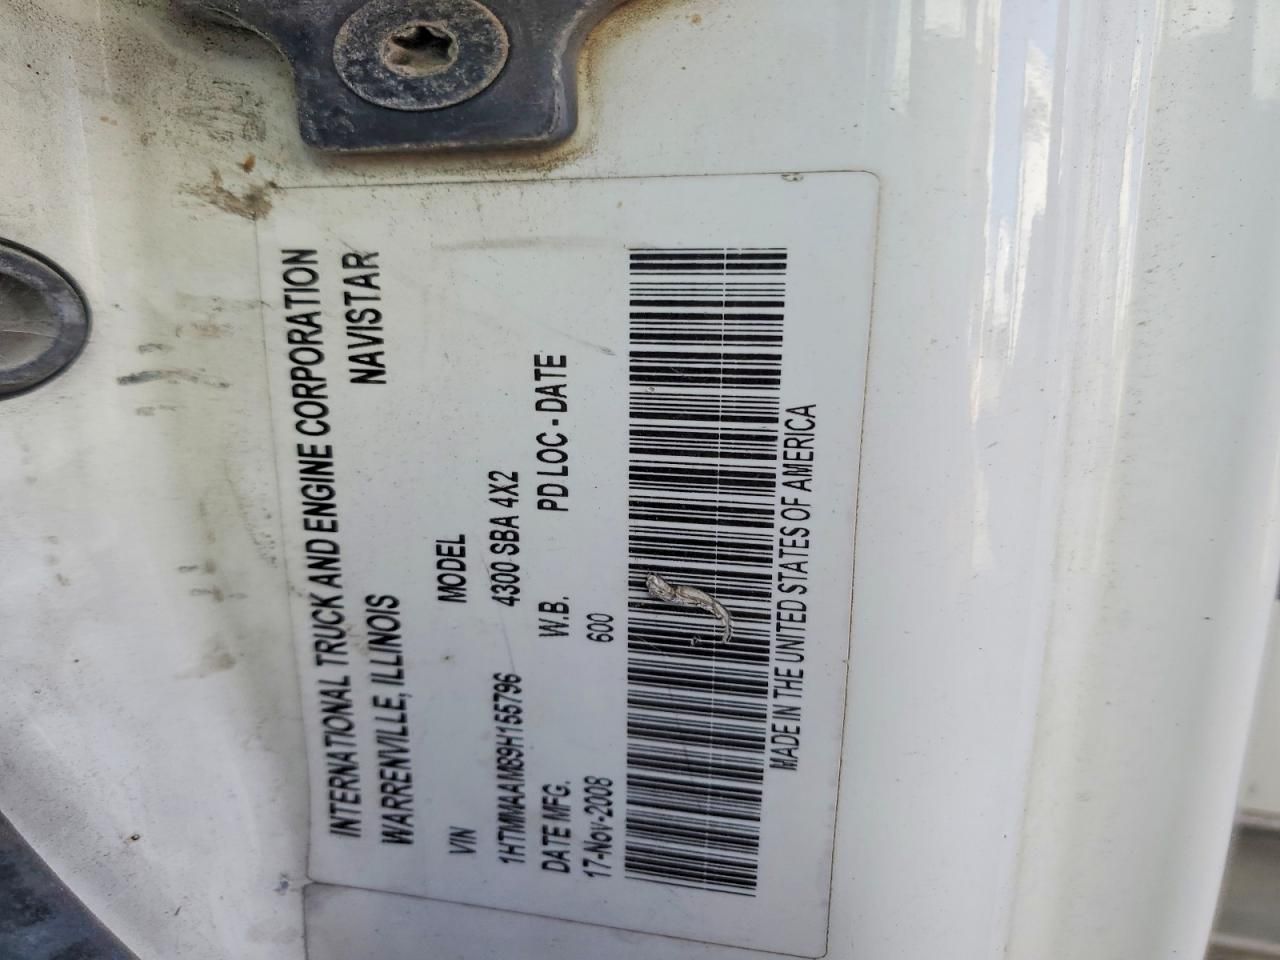 INTERNATIONAL TRUCK AND ENGINE CORPORATION
WARRENVILLE, ILLINOIS NAVISTAR
VIN MODEL
1HTMMAAM89H155796 4300 SBA 4X2
DATE MFG. W.B. PD LOC - DATE
17-Nov-2008 600
MADE IN THE UNITED STATES OF AMERICA